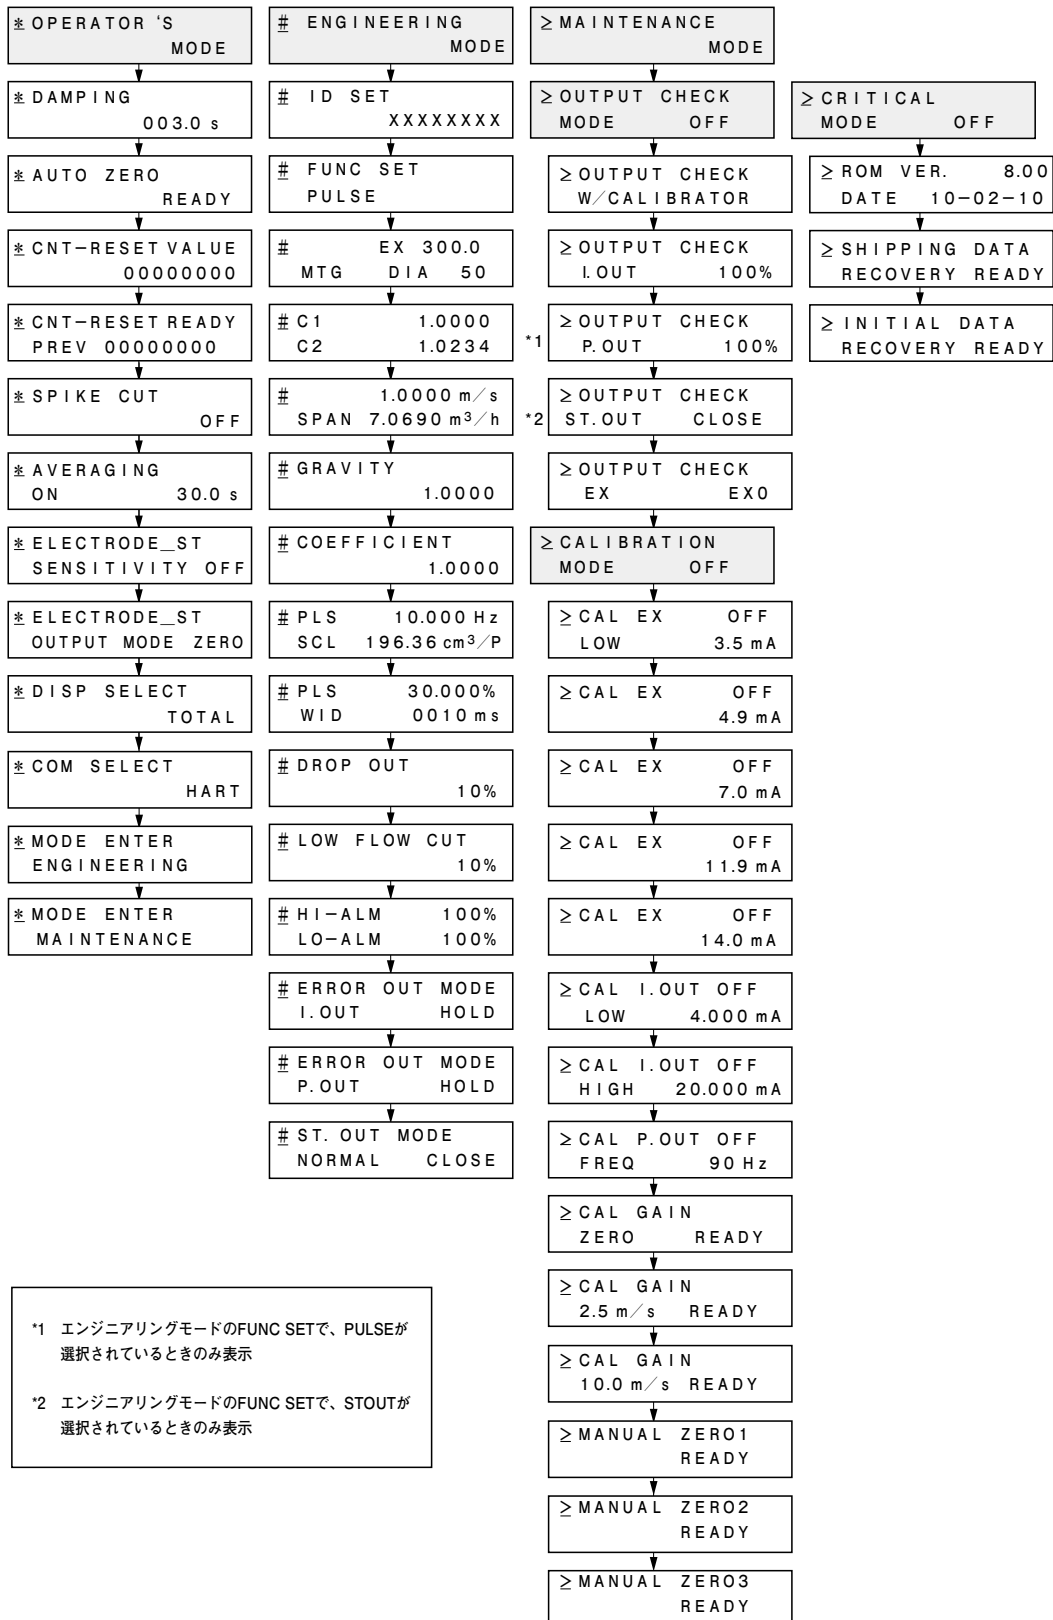 * OPERATOR 'S
MODE
* DAMPING
003.0 s
* AUTO ZERO
READY
* CNT-RESET VALUE
00000000
* CNT-RESET READY
PREV 00000000
* SPIKE CUT
OFF
* AVERAGING
ON 30.0 s
* ELECTRODE_ST
SENSITIVITY OFF
* ELECTRODE_ST
OUTPUT MODE ZERO
* DISP SELECT
TOTAL
* COM SELECT
HART
* MODE ENTER
ENGINEERING
* MODE ENTER
MAINTENANCE
# ENGINEERING
MODE
# ID SET
XXXXXXXX
# FUNC SET
PULSE
# EX 300.0
MTG DIA 50
# C1 1.0000
C2 1.0234
# 1.0000 m/s
SPAN 7.0690 m³/h
# GRAVITY
1.0000
# COEFFICIENT
1.0000
# PLS 10.000 Hz
SCL 196.36 cm³/P
# PLS 30.000%
WID 0010 ms
# DROP OUT
10%
# LOW FLOW CUT
10%
# HI-ALM 100%
LO-ALM 100%
# ERROR OUT MODE
I.OUT HOLD
# ERROR OUT MODE
P.OUT HOLD
# ST. OUT MODE
NORMAL CLOSE
≥ MAINTENANCE
MODE
≥ OUTPUT CHECK
MODE OFF
≥ OUTPUT CHECK
W/CALIBRATOR
≥ OUTPUT CHECK
I.OUT 100%
*1
≥ OUTPUT CHECK
P.OUT 100%
*2
≥ OUTPUT CHECK
ST.OUT CLOSE
≥ OUTPUT CHECK
EX EX0
≥ CALIBRATION
MODE OFF
≥ CAL EX OFF
LOW 3.5 mA
≥ CAL EX OFF
4.9 mA
≥ CAL EX OFF
7.0 mA
≥ CAL EX OFF
11.9 mA
≥ CAL EX OFF
14.0 mA
≥ CAL I.OUT OFF
LOW 4.000 mA
≥ CAL I.OUT OFF
HIGH 20.000 mA
≥ CAL P.OUT OFF
FREQ 90 Hz
≥ CAL GAIN
ZERO READY
≥ CAL GAIN
2.5 m/s READY
≥ CAL GAIN
10.0 m/s READY
≥ MANUAL ZERO1
READY
≥ MANUAL ZERO2
READY
≥ MANUAL ZERO3
READY
≥ CRITICAL
MODE OFF
≥ ROM VER. 8.00
DATE 10-02-10
≥ SHIPPING DATA
RECOVERY READY
≥ INITIAL DATA
RECOVERY READY
*1 エンジニアリングモードのFUNC SETで、PULSEが
選択されているときのみ表示
*2 エンジニアリングモードのFUNC SETで、STOUTが
選択されているときのみ表示